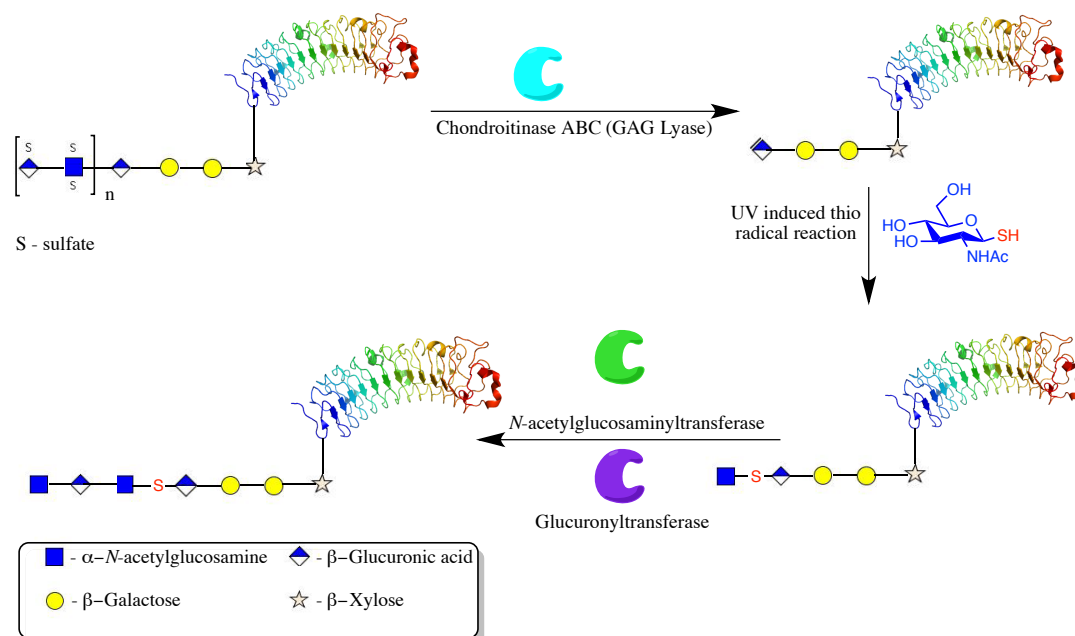 Chondroitinase ABC (GAG Lyase)
S
S
S
n
S - sulfate
UV induced thio
radical reaction
OH
HO
O
HO
SH
NHAc
N-acetylglucosaminyltransferase
S
S
Glucuronyltransferase
- α-N-acetylglucosamine
- β-Glucuronic acid
- β-Galactose
- β-Xylose